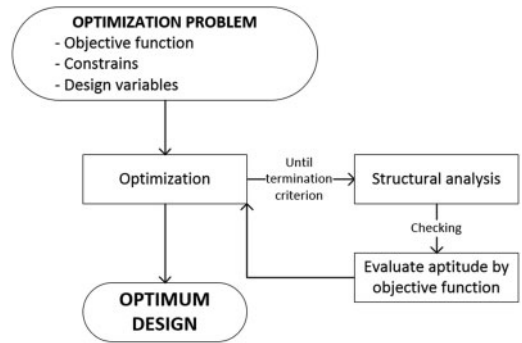 OPTIMIZATION PROBLEM
- Objective function
- Constrains
- Design variables
Optimization
Until
termination
criterion
Structural analysis
Checking
Evaluate aptitude by
objective function
OPTIMUM
DESIGN